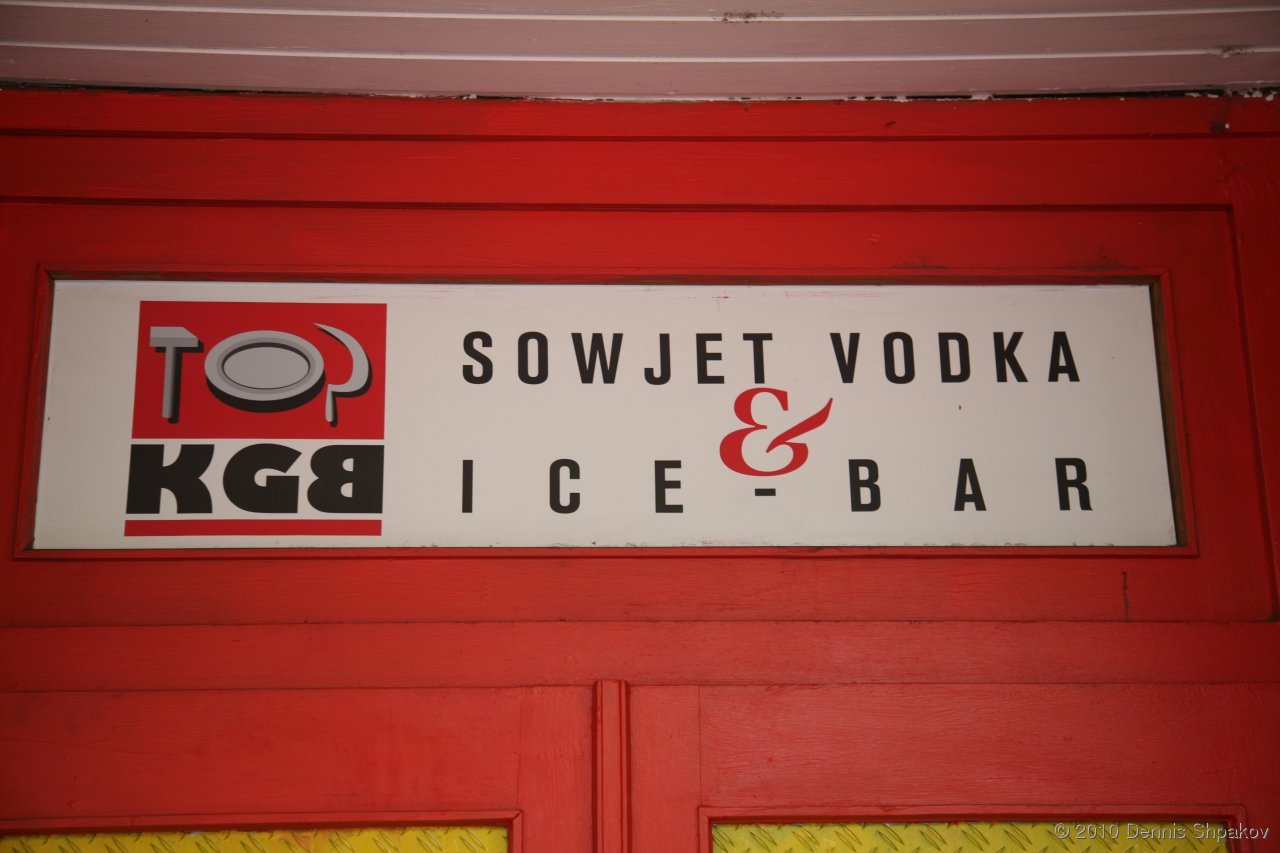 TOP
KGB
SOWJET VODKA
&
ICE-BAR
© 2010 Dennis Shpakov